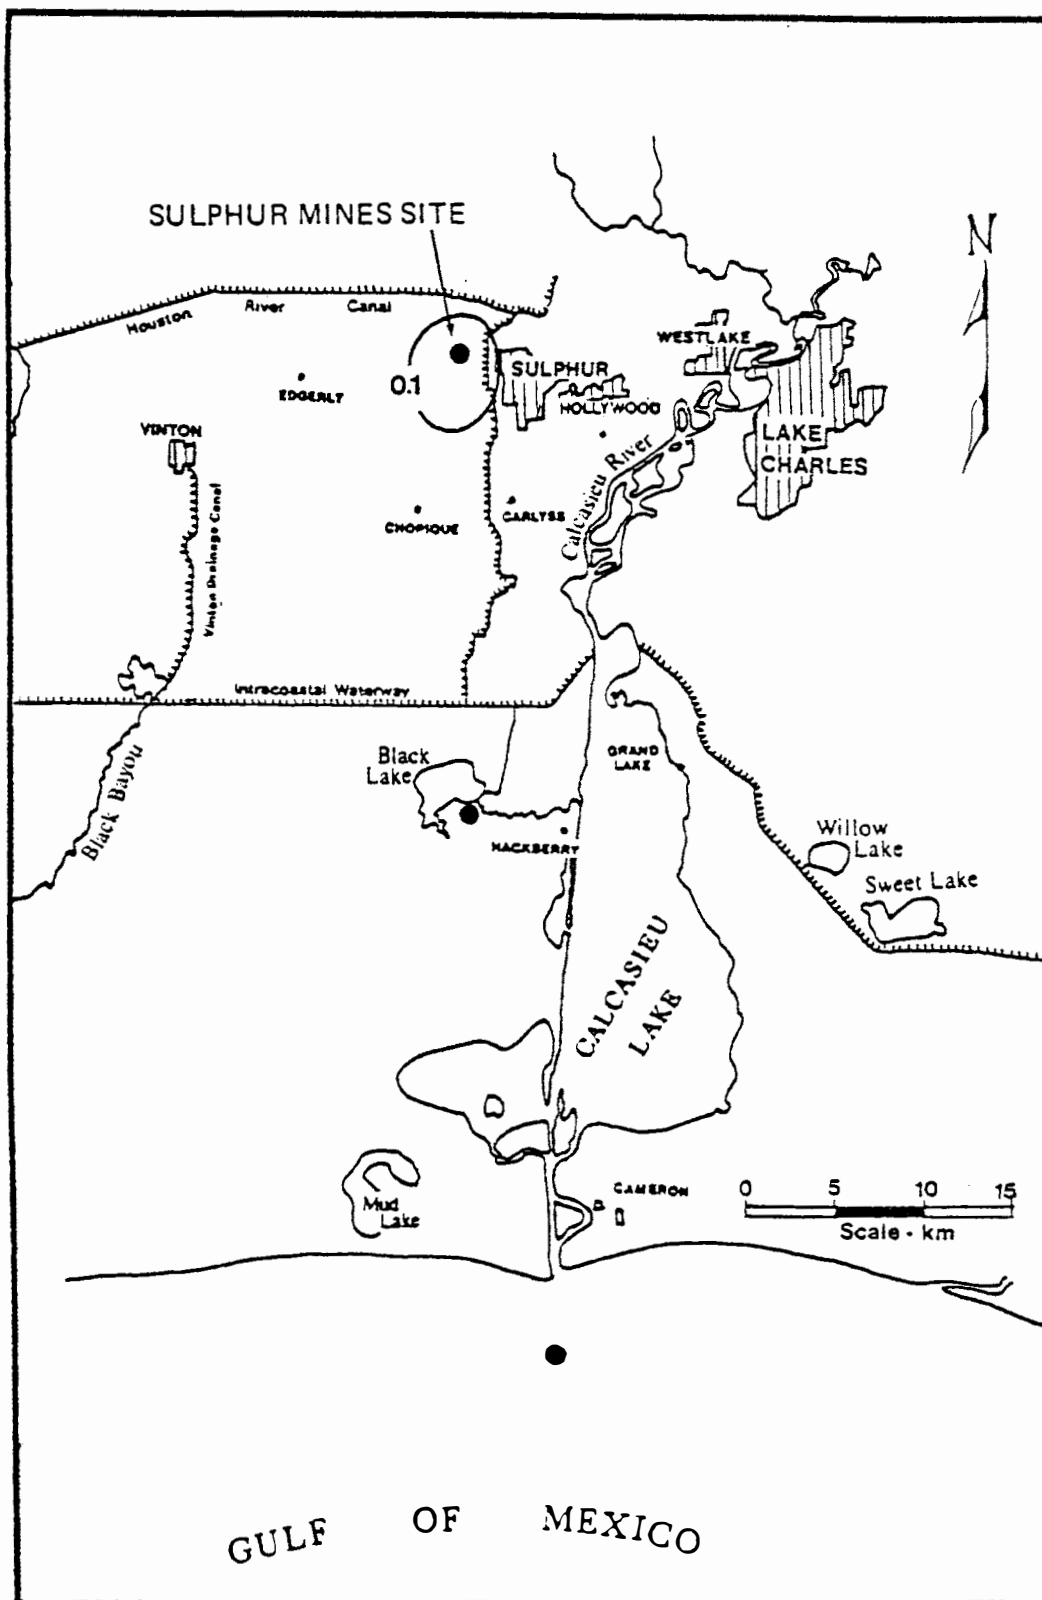 SULPHUR MINES SITE
N
Houston River Canal
WESTLAKE
SULPHUR
0.1
EDGERLT
HOLLYWOOD
VINTON
LAKE
CHARLES
Calcasieu River
CHOPIQUE
CARLYSS
Vinton Drainage Canal
Intracoastal Waterway
Black Bayou
Black
Lake
GRAND
LAKE
HACKBERRY
Willow
Lake
Sweet Lake
CALCASIEU
LAKE
Mud
Lake
CAMERON
0 5 10 15
Scale - km
GULF OF MEXICO